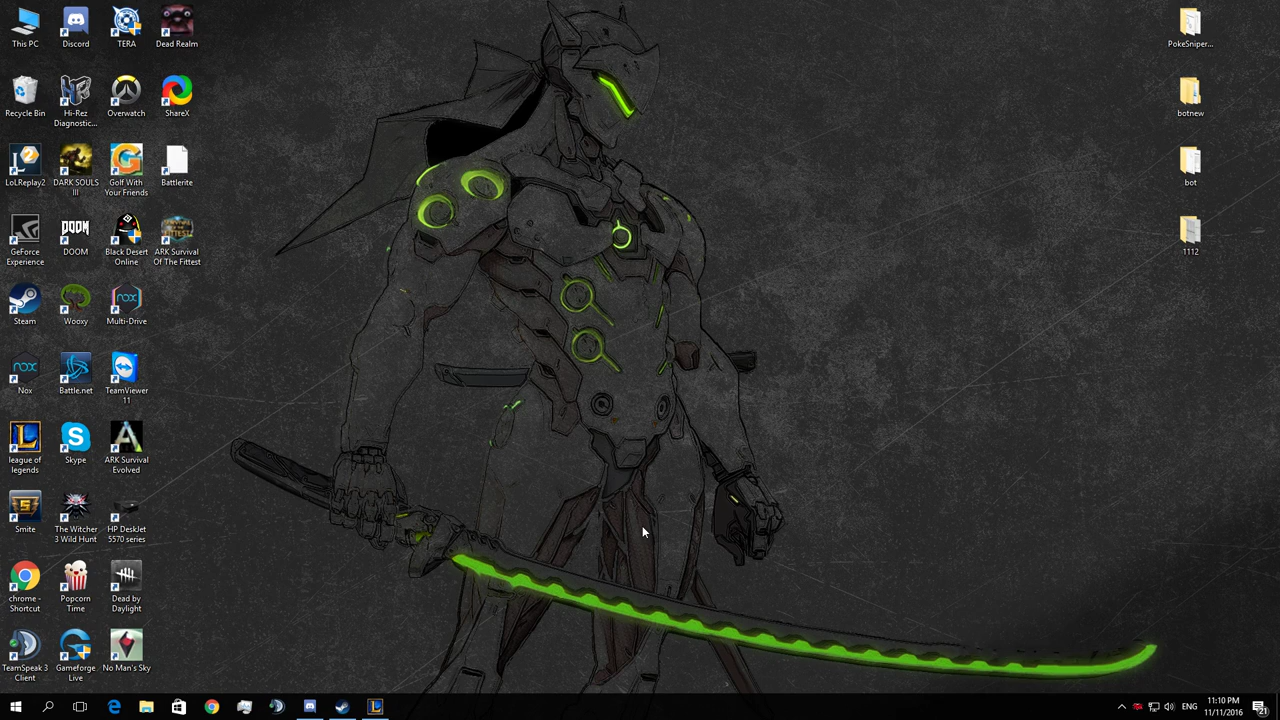 This PC
Discord
TERA
Dead Realm
PokeSniper...
Recycle Bin
Hi-Rez
Diagnostic...
Overwatch
ShareX
botnew
LoLReplay2
DARK SOULS
III
Golf With
Your Friends
Battlerite
bot
GeForce
Experience
DOOM
DOOM
Black Desert
Online
ARK Survival
Of The Fittest
1112
Steam
Wooxy
nox
Multi-Drive
nox
Nox
Battle.net
TeamViewer
11
league of
legends
Skype
ARK Survival
Evolved
Smite
The Witcher
3 Wild Hunt
HP DeskJet
5570 series
chrome -
Shortcut
Popcorn
Time
Dead by
Daylight
TeamSpeak 3
Client
Gameforge
Live
No Man's Sky
ENG
11:10 PM
11/11/2016
21